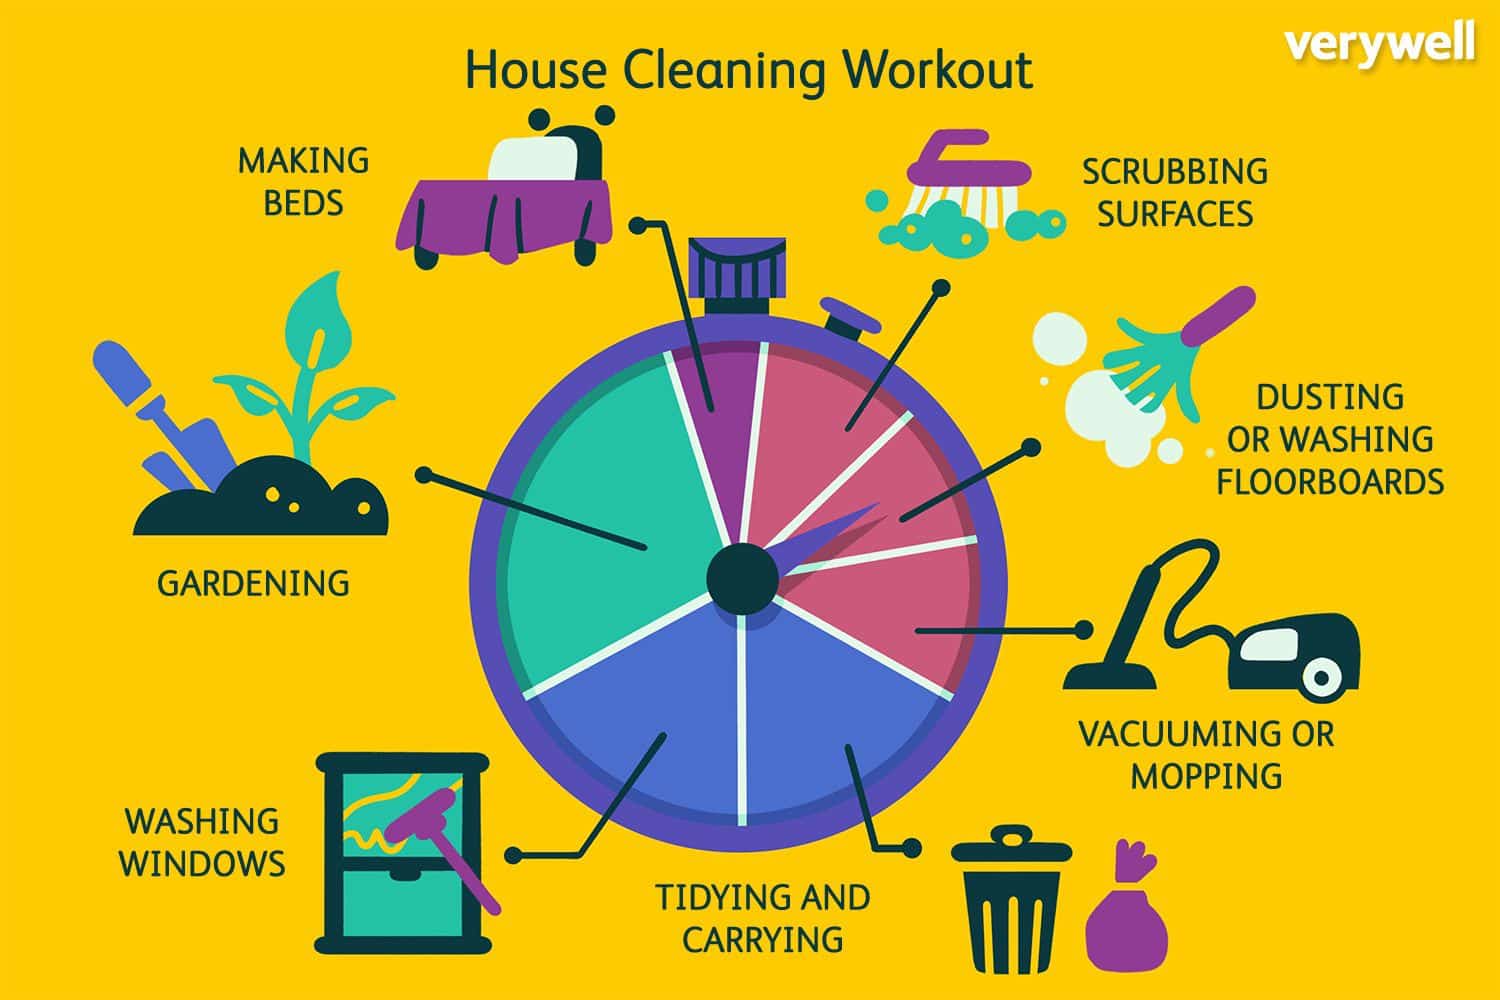 verywell
House Cleaning Workout
MAKING
BEDS
SCRUBBING
SURFACES
DUSTING
OR WASHING
FLOORBOARDS
GARDENING
VACUUMING OR
MOPPING
WASHING
WINDOWS
TIDYING AND
CARRYING